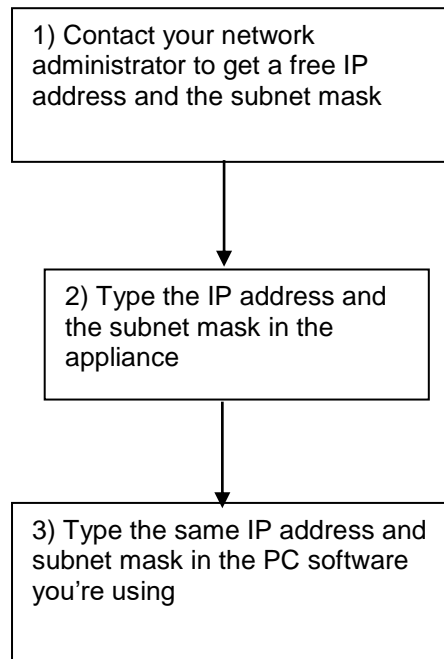 1) Contact your network
administrator to get a free IP
address and the subnet mask
2) Type the IP address and
the subnet mask in the
appliance
3) Type the same IP address and
subnet mask in the PC software
you’re using